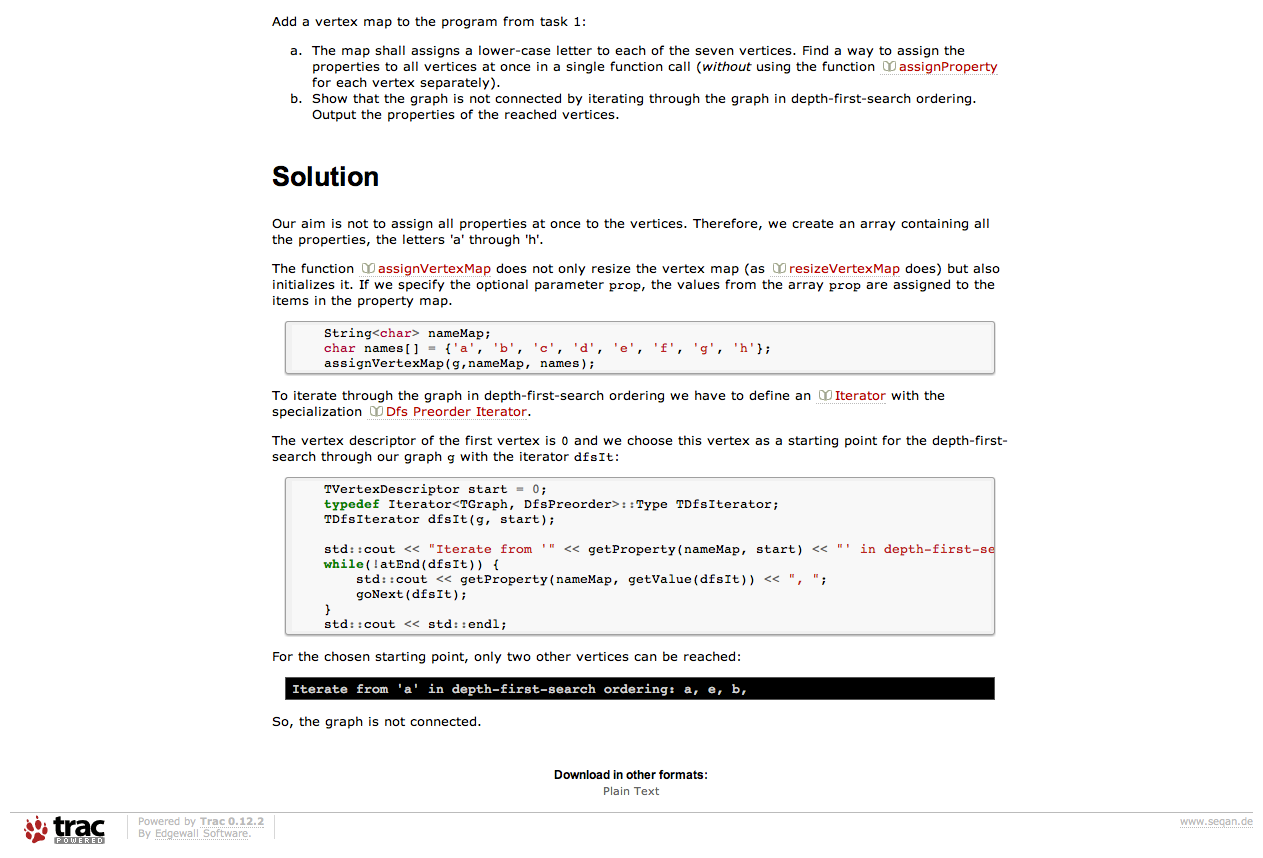 Add a vertex map to the program from task 1:
a. The map shall assigns a lower-case letter to each of the seven vertices. Find a way to assign the
properties to all vertices at once in a single function call (without using the function assignProperty
for each vertex separately).
b. Show that the graph is not connected by iterating through the graph in depth-first-search ordering.
Output the properties of the reached vertices.
Solution
Our aim is not to assign all properties at once to the vertices. Therefore, we create an array containing all
the properties, the letters 'a' through 'h'.
The function assignVertexMap does not only resize the vertex map (as resizeVertexMap does) but also
initializes it. If we specify the optional parameter prop, the values from the array prop are assigned to the
items in the property map.
String<char> nameMap;
char names[] = {'a', 'b', 'c', 'd', 'e', 'f', 'g', 'h'};
assignVertexMap(g,nameMap, names);
To iterate through the graph in depth-first-search ordering we have to define an Iterator with the
specialization Dfs Preorder Iterator.
The vertex descriptor of the first vertex is 0 and we choose this vertex as a starting point for the depth-first-
search through our graph g with the iterator dfsIt:
TVertexDescriptor start = 0;
typedef Iterator<TGraph, DfsPreorder>::Type TDfsIterator;
TDfsIterator dfsIt(g, start);
std::cout << "Iterate from '" << getProperty(nameMap, start) << "' in depth-first-se
while(!atEnd(dfsIt)) {
std::cout << getProperty(nameMap, getValue(dfsIt)) << ", ";
goNext(dfsIt);
}
std::cout << std::endl;
For the chosen starting point, only two other vertices can be reached:
Iterate from 'a' in depth-first-search ordering: a, e, b,
So, the graph is not connected.
Download in other formats:
Plain Text
trac
POWERED
Powered by Trac 0.12.2
By Edgewall Software.
www.seqan.de